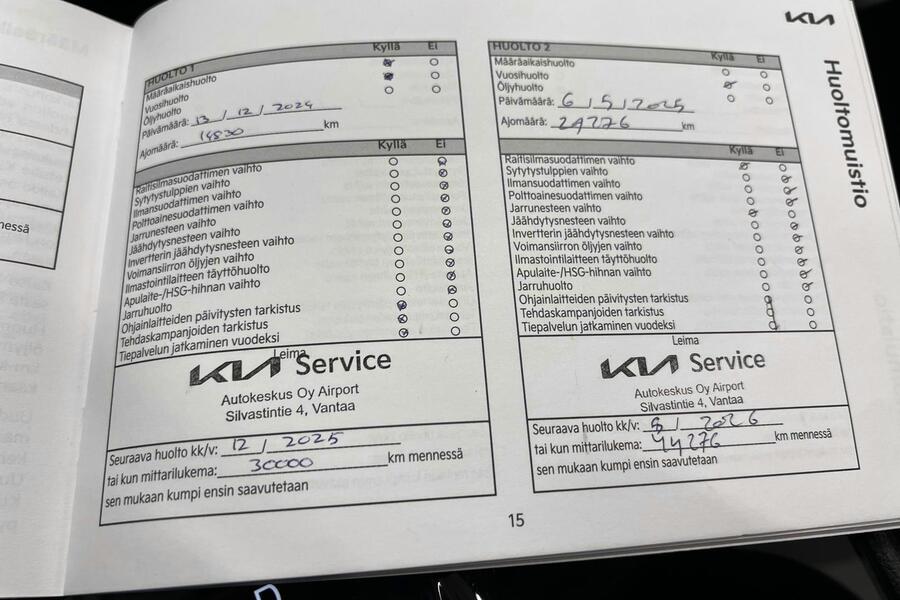 KIA
Huoltomuistio
HUOLTO 1
Kyllä Ei
Määräaikaishuolto
Vuosihuolto
Öljyhuolto
Päivämäärä: 13 / 12 / 2024
Ajomäärä: 14830 km
Kyllä Ei
Raitisilmasuodattimen vaihto
Sytytystulppien vaihto
Ilmansuodattimen vaihto
Polttoainesuodattimen vaihto
Jarrunesteen vaihto
Jäähdytysnesteen vaihto
Invertterin jäähdytysnesteen vaihto
Voimansiirron öljyjen vaihto
Ilmastointilaitteen täyttöhuolto
Apulaite-/HSG-hihnan vaihto
Jarruhuolto
Ohjainlaitteiden päivitysten tarkistus
Tehdaskampanjoiden tarkistus
Tiepalvelun jatkaminen vuodeksi
Leima
KIA Service
Autokeskus Oy Airport
Silvastintie 4, Vantaa
Seuraava huolto kk/v: 12 / 2025
tai kun mittarilukema: 30000 km mennessä
sen mukaan kumpi ensin saavutetaan
HUOLTO 2
Kyllä Ei
Määräaikaishuolto
Vuosihuolto
Öljyhuolto
Päivämäärä: 6 / 5 / 2025
Ajomäärä: 29276 km
Kyllä Ei
Raitisilmasuodattimen vaihto
Sytytystulppien vaihto
Ilmansuodattimen vaihto
Polttoainesuodattimen vaihto
Jarrunesteen vaihto
Jäähdytysnesteen vaihto
Invertterin jäähdytysnesteen vaihto
Voimansiirron öljyjen vaihto
Ilmastointilaitteen täyttöhuolto
Apulaite-/HSG-hihnan vaihto
Jarruhuolto
Ohjainlaitteiden päivitysten tarkistus
Tehdaskampanjoiden tarkistus
Tiepalvelun jatkaminen vuodeksi
Leima
KIA Service
Autokeskus Oy Airport
Silvastintie 4, Vantaa
Seuraava huolto kk/v: 5 / 2026
tai kun mittarilukema: 44276 km mennessä
sen mukaan kumpi ensin saavutetaan
15